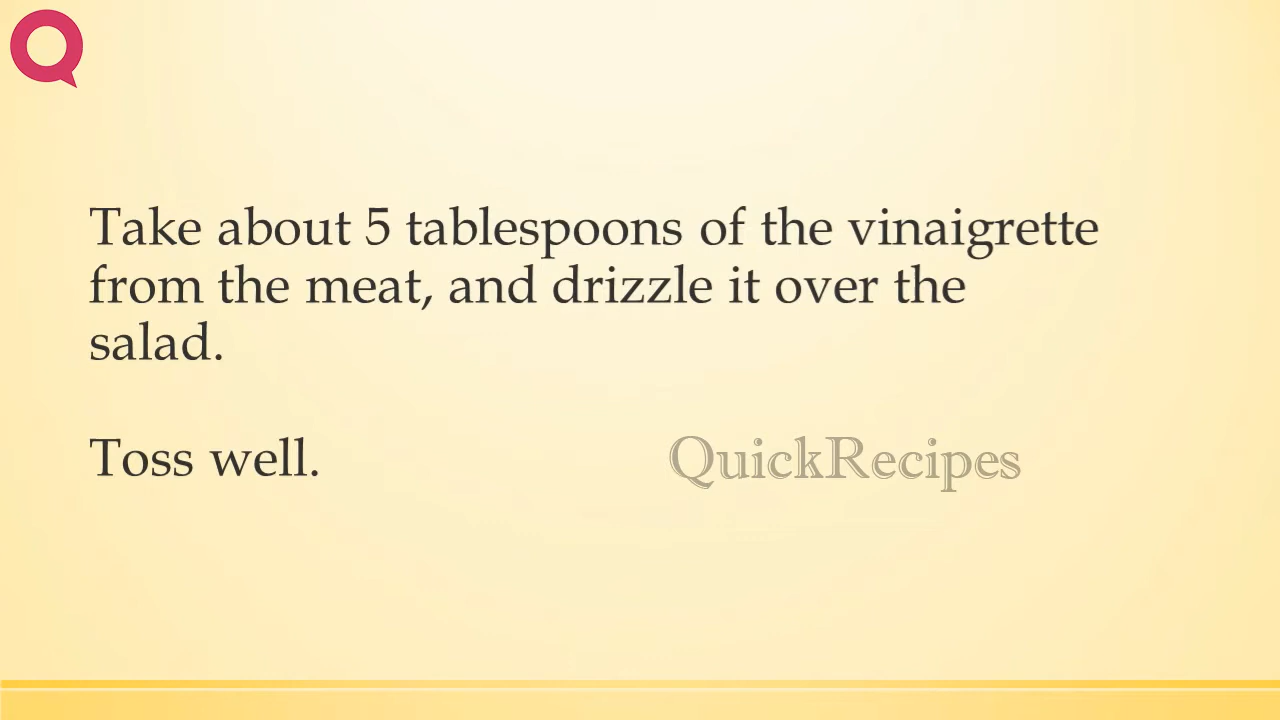 Take about 5 tablespoons of the vinaigrette
from the meat, and drizzle it over the
salad.
Toss well.
QuickRecipes